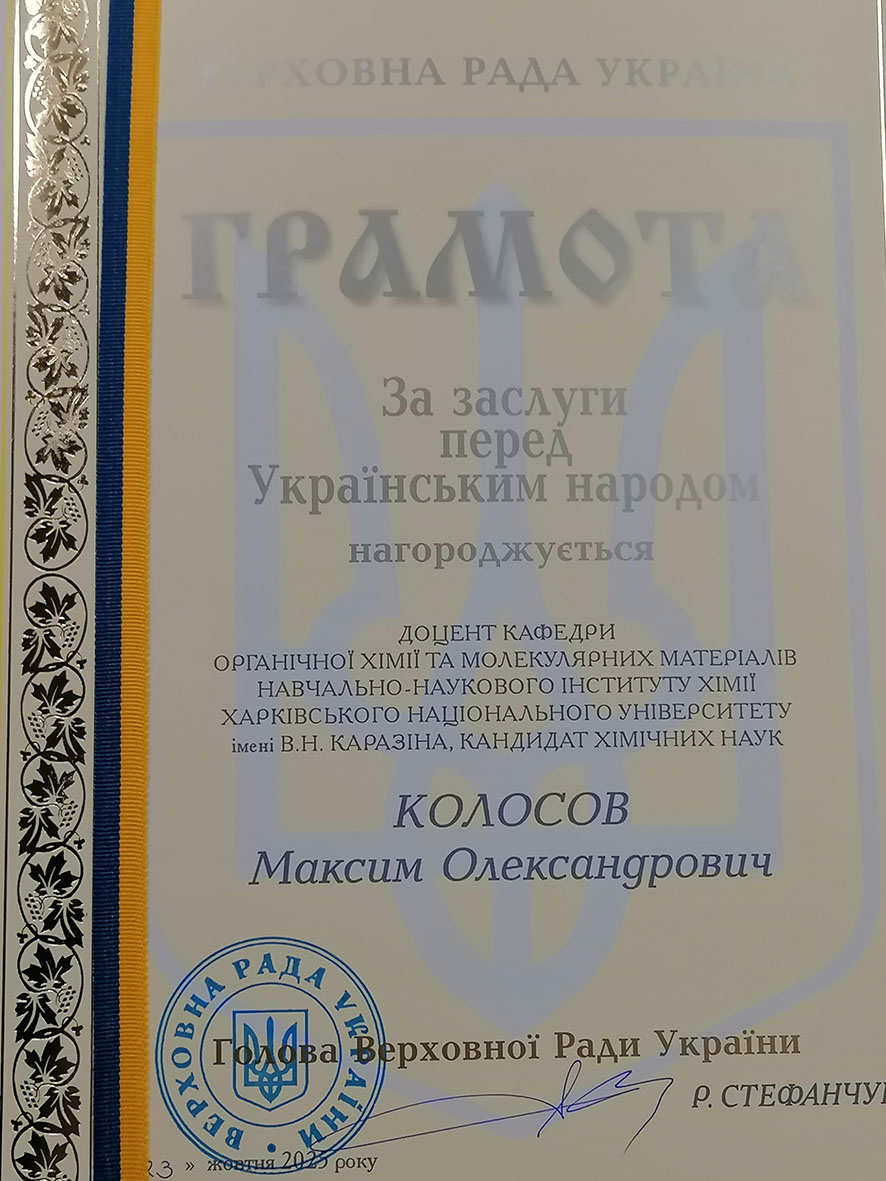 ВЕРХОВНА РАДА УКРАЇНИ
ГРАМОТА
За заслуги
перед
Українським народом
нагороджується
ДОЦЕНТ КАФЕДРИ
ОРГАНІЧНОЇ ХІМІЇ ТА МОЛЕКУЛЯРНИХ МАТЕРІАЛІВ
НАВЧАЛЬНО-НАУКОВОГО ІНСТИТУТУ ХІМІЇ
ХАРКІВСЬКОГО НАЦІОНАЛЬНОГО УНІВЕРСИТЕТУ
імені В.Н. КАРАЗІНА, КАНДИДАТ ХІМІЧНИХ НАУК
КОЛОСОВ
Максим Олександрович
ВЕРХОВНА РАДА УКРАЇНИ
Голова Верховної Ради України
Р. СТЕФАНЧУ
23 » жовтня 2025 року